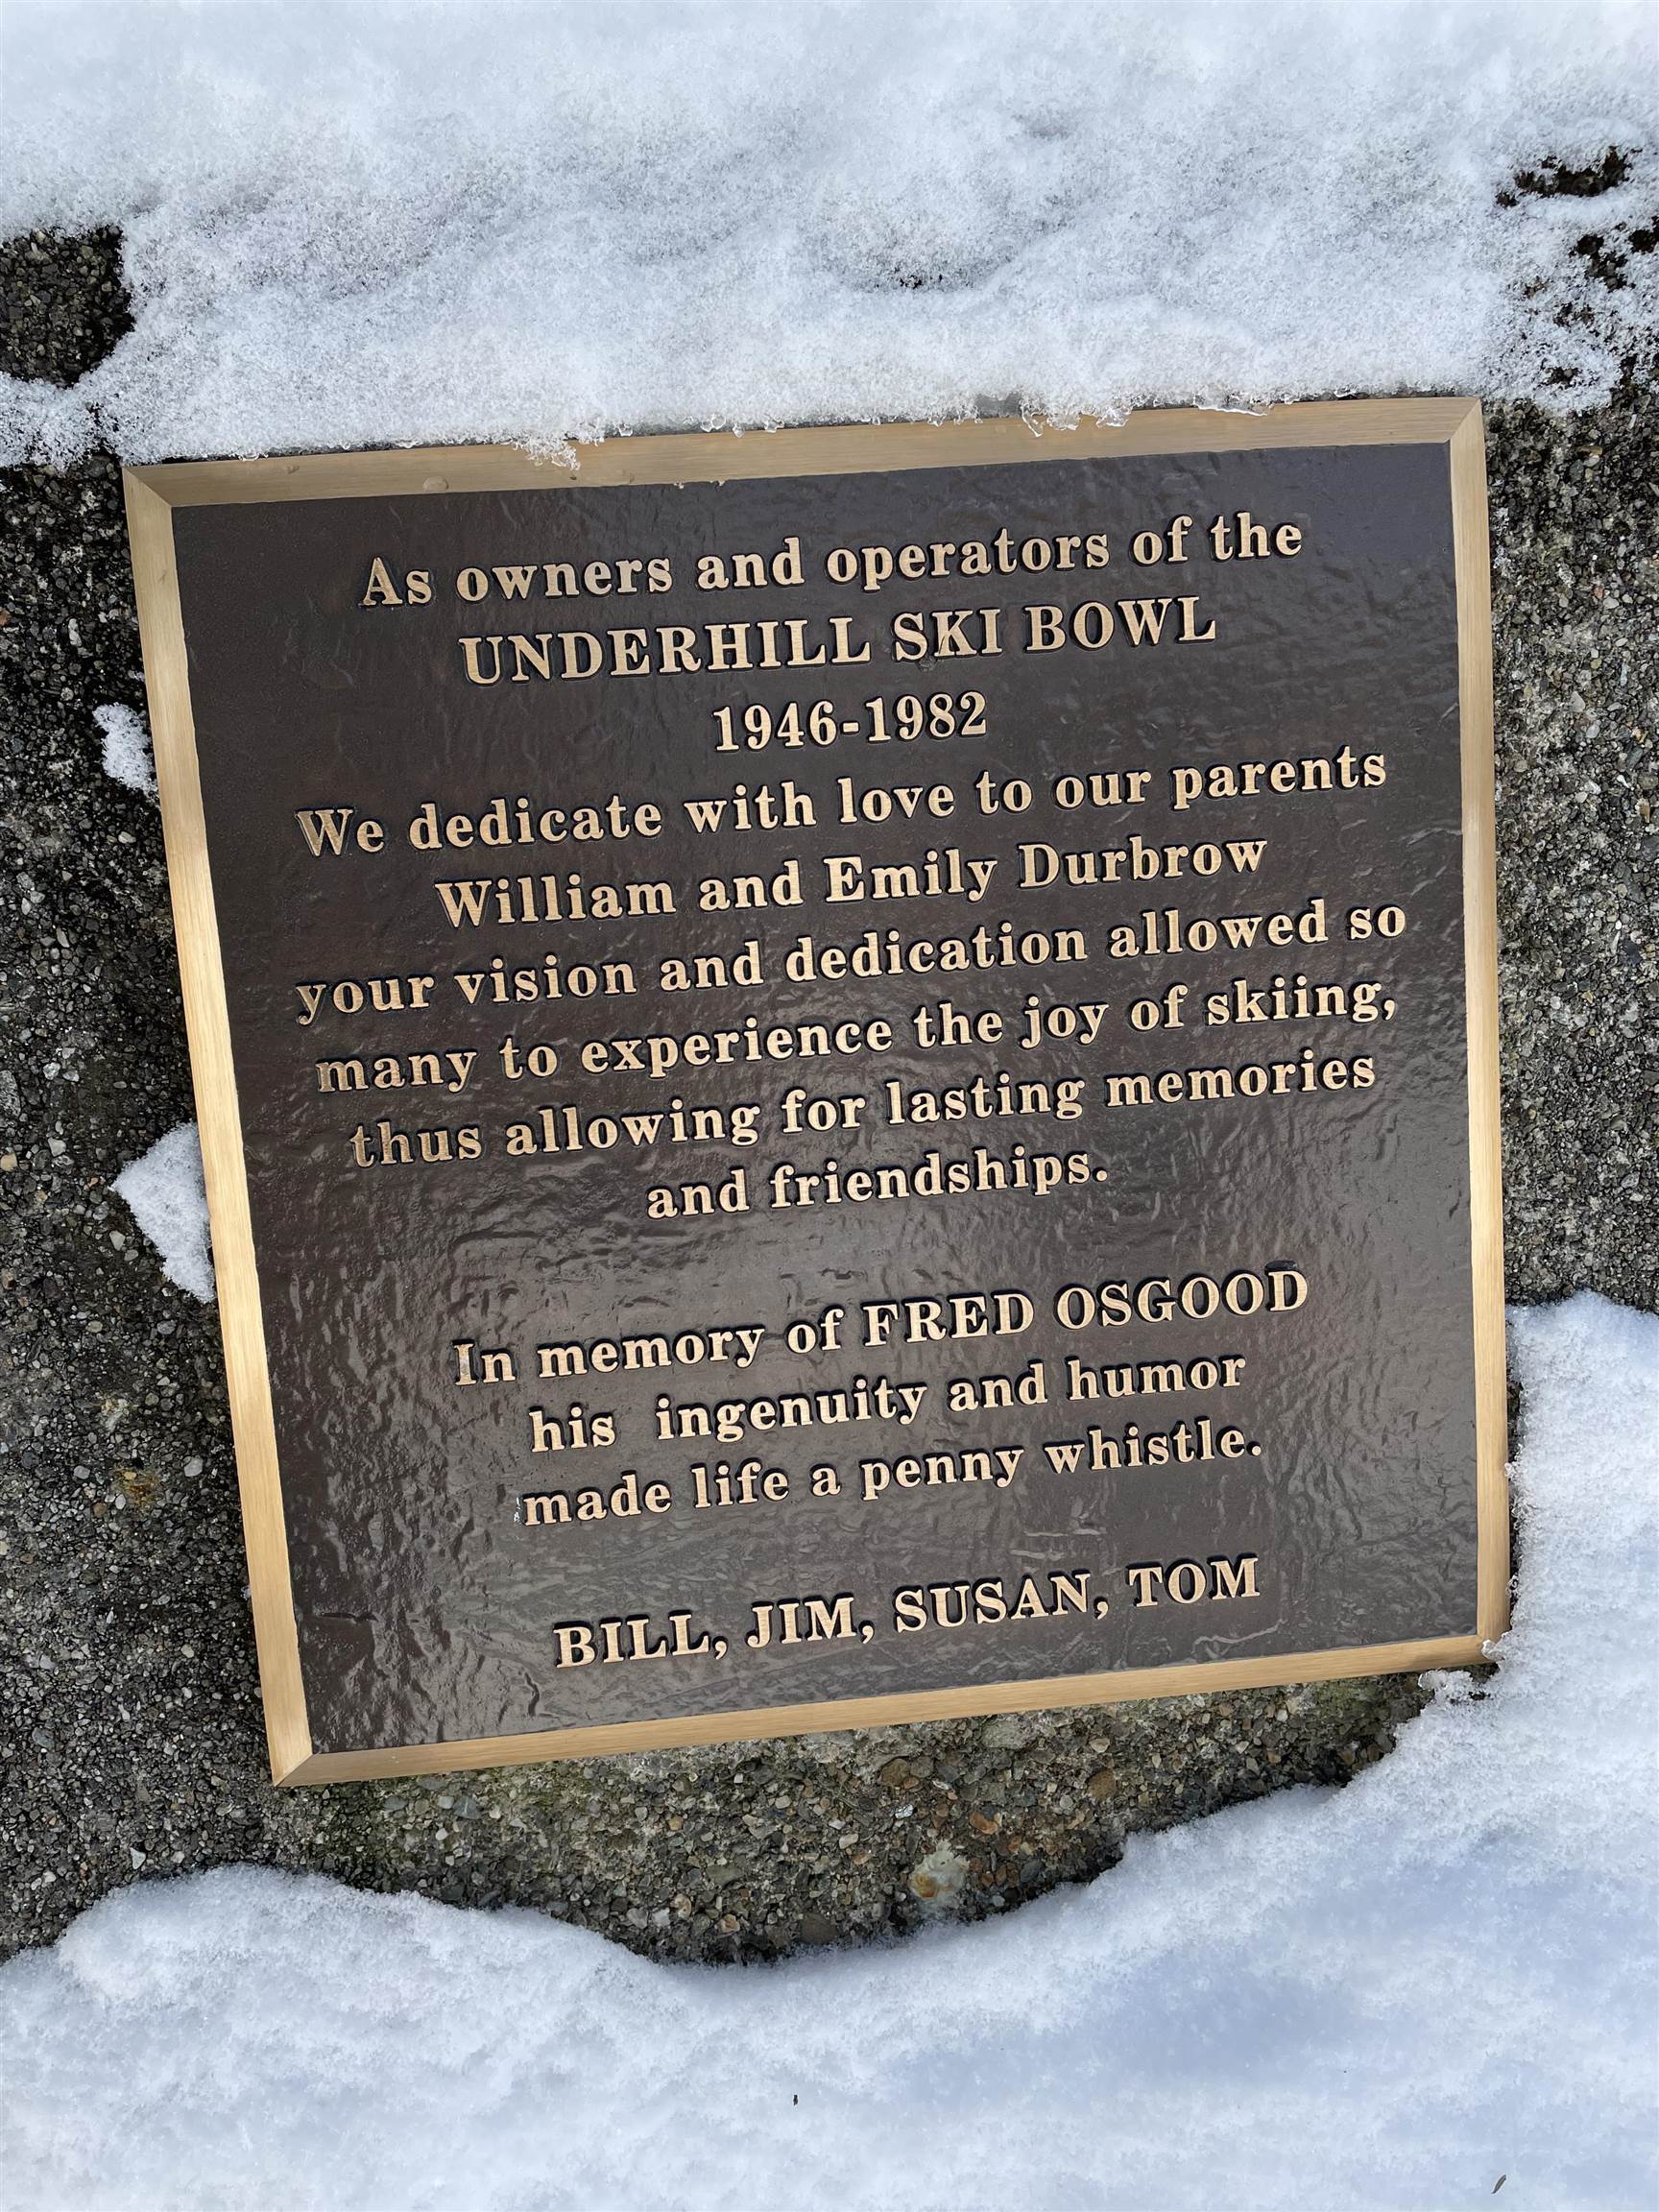 As owners and operators of the
UNDERHILL SKI BOWL
1946-1982
We dedicate with love to our parents
William and Emily Durbrow
your vision and dedication allowed so
many to experience the joy of skiing,
thus allowing for lasting memories
and friendships.
In memory of FRED OSGOOD
his ingenuity and humor
made life a penny whistle.
BILL, JIM, SUSAN, TOM